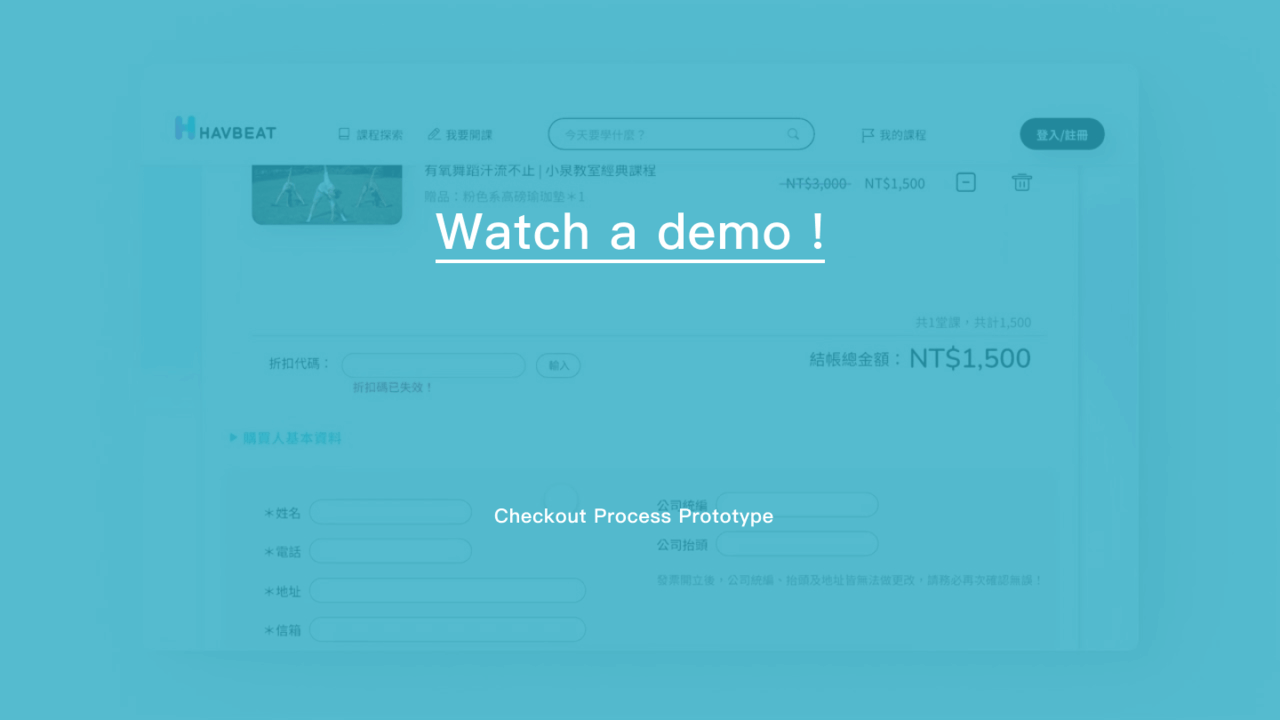 HAVBEAT 課程探索 我要開課 今天要學什麼？ 我的課程 登入/註冊
有氧舞蹈汗流不止 | 小泉教室經典課程
NT$3,000 NT$1,500
贈品：粉色系高磅瑜珈墊＊1
Watch a demo !
共1堂課，共計1,500
折扣代碼： 輸入 結帳總金額： NT$1,500
折扣碼已失效！
購買人基本資料
＊姓名 公司統編
Checkout Process Prototype
＊電話 公司抬頭
發票開立後，公司統編、抬頭及地址皆無法做更改，請務必再次確認無誤！
＊地址
＊信箱